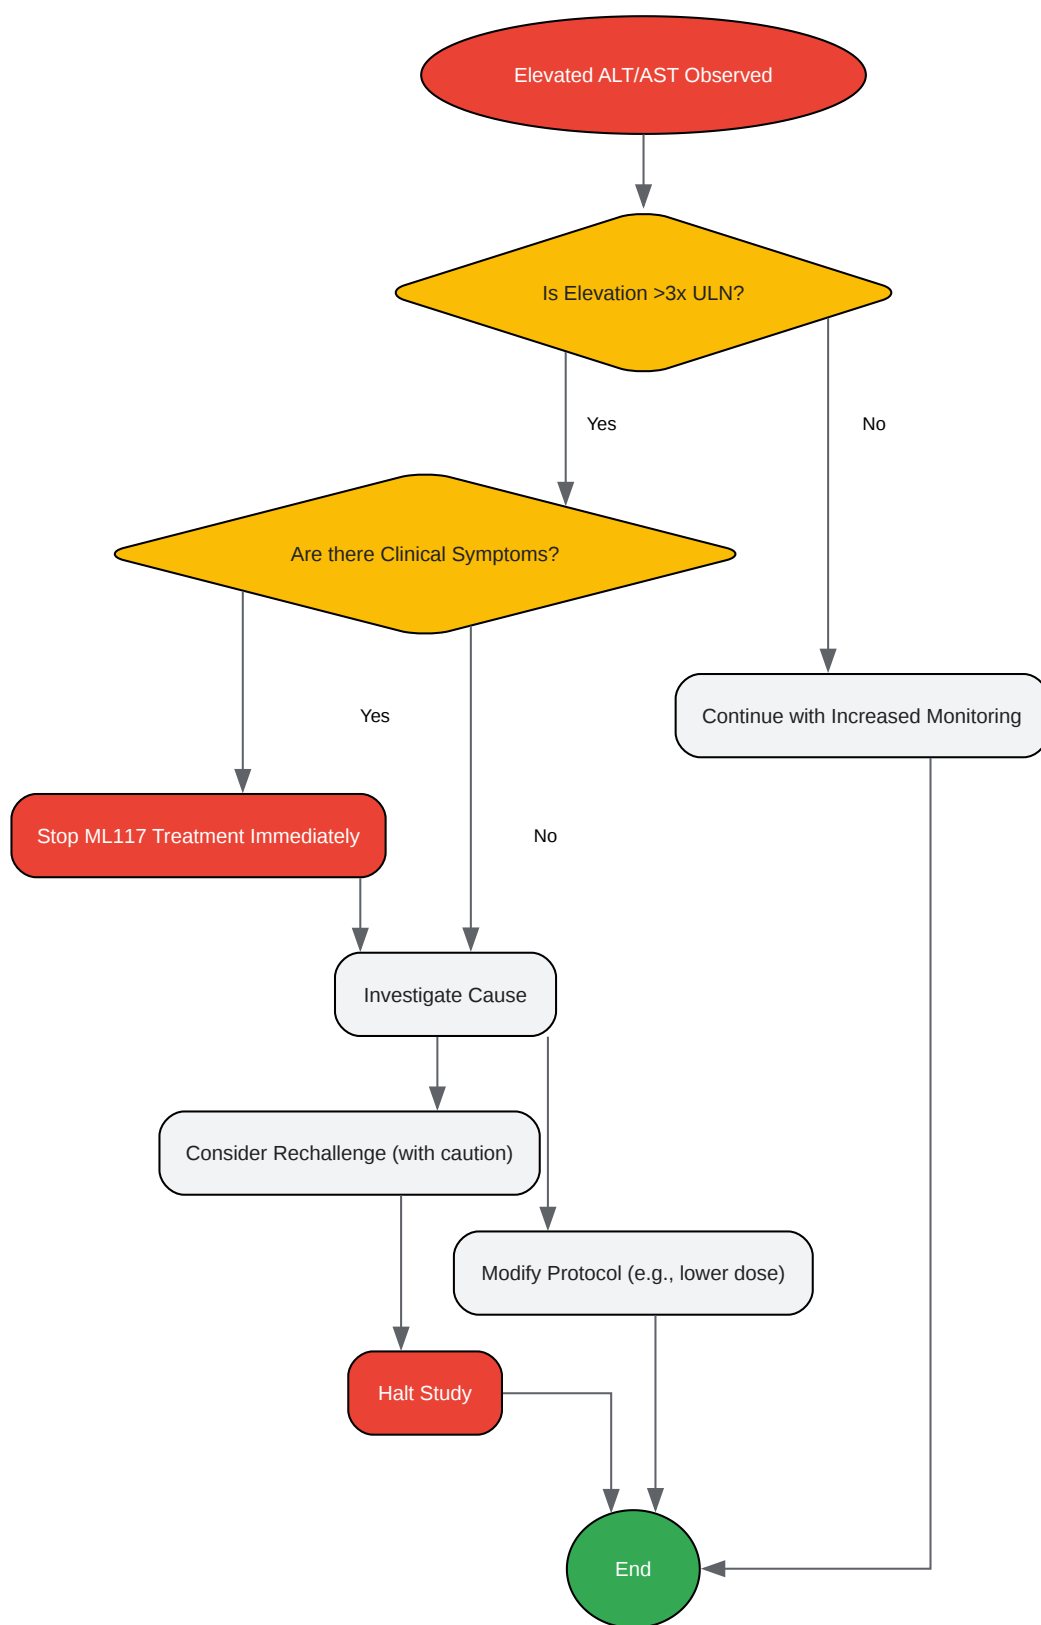 Elevated ALT/AST Observed
Is Elevation >3x ULN?
Yes
No
Are there Clinical Symptoms?
Yes
Continue with Increased Monitoring
Stop ML117 Treatment Immediately
No
Investigate Cause
Consider Rechallenge (with caution)
Modify Protocol (e.g., lower dose)
Halt Study
End